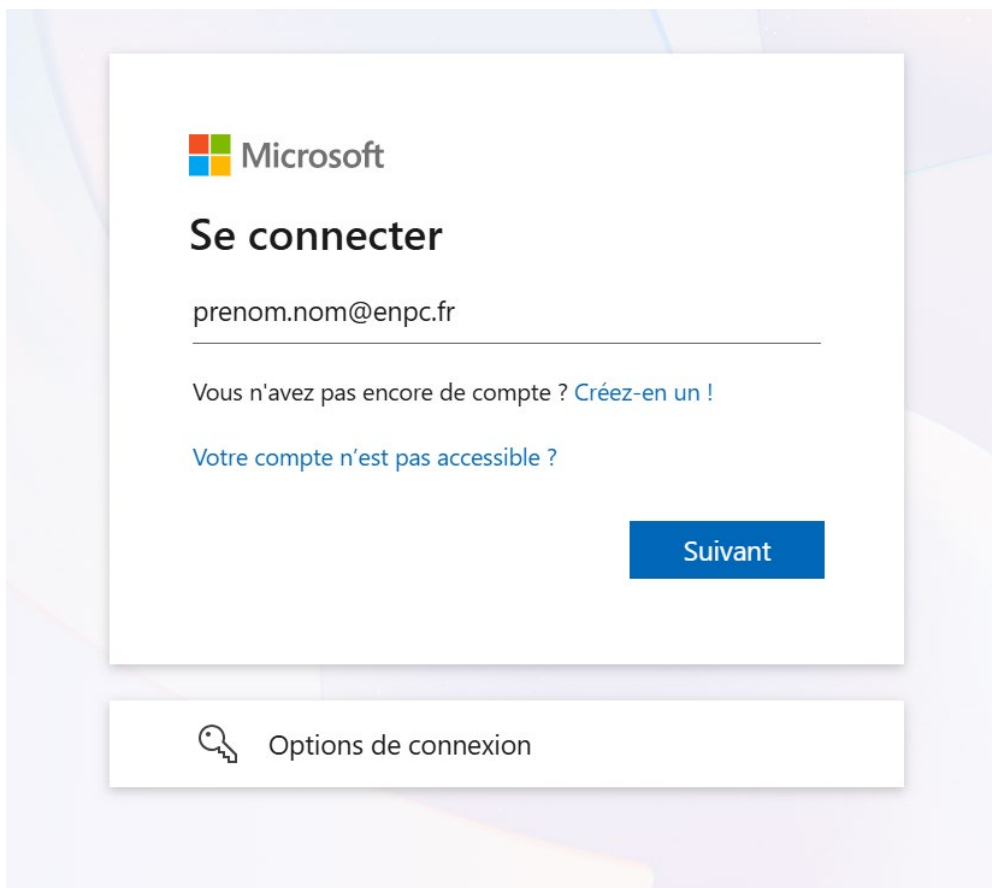 Microsoft
Se connecter
prenom.nom@enpc.fr
Vous n'avez pas encore de compte ? Créez-en un !
Votre compte n’est pas accessible ?
Suivant
Options de connexion